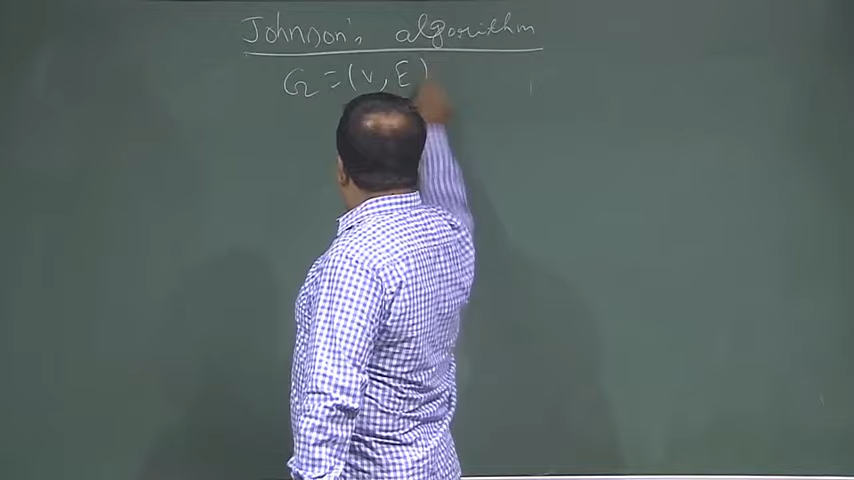 Johnson's algorithm
G = (V, E)